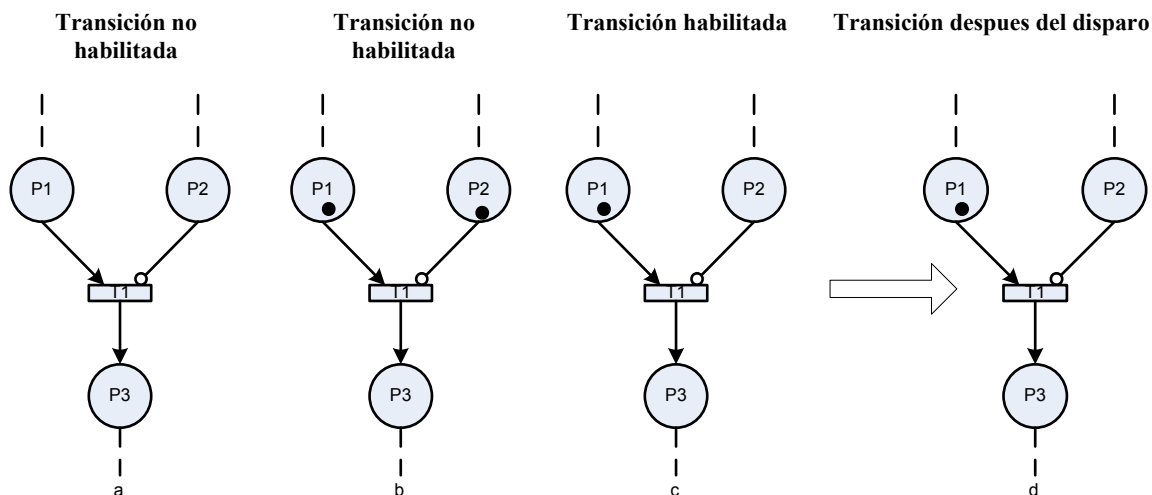 Transición no
habilitada
Transición no
habilitada
Transición habilitada
Transición despues del disparo
P1
P2
P1
P2
P1
P2
P1
P2
T1
T1
T1
T1
P3
P3
P3
P3
a
b
c
d